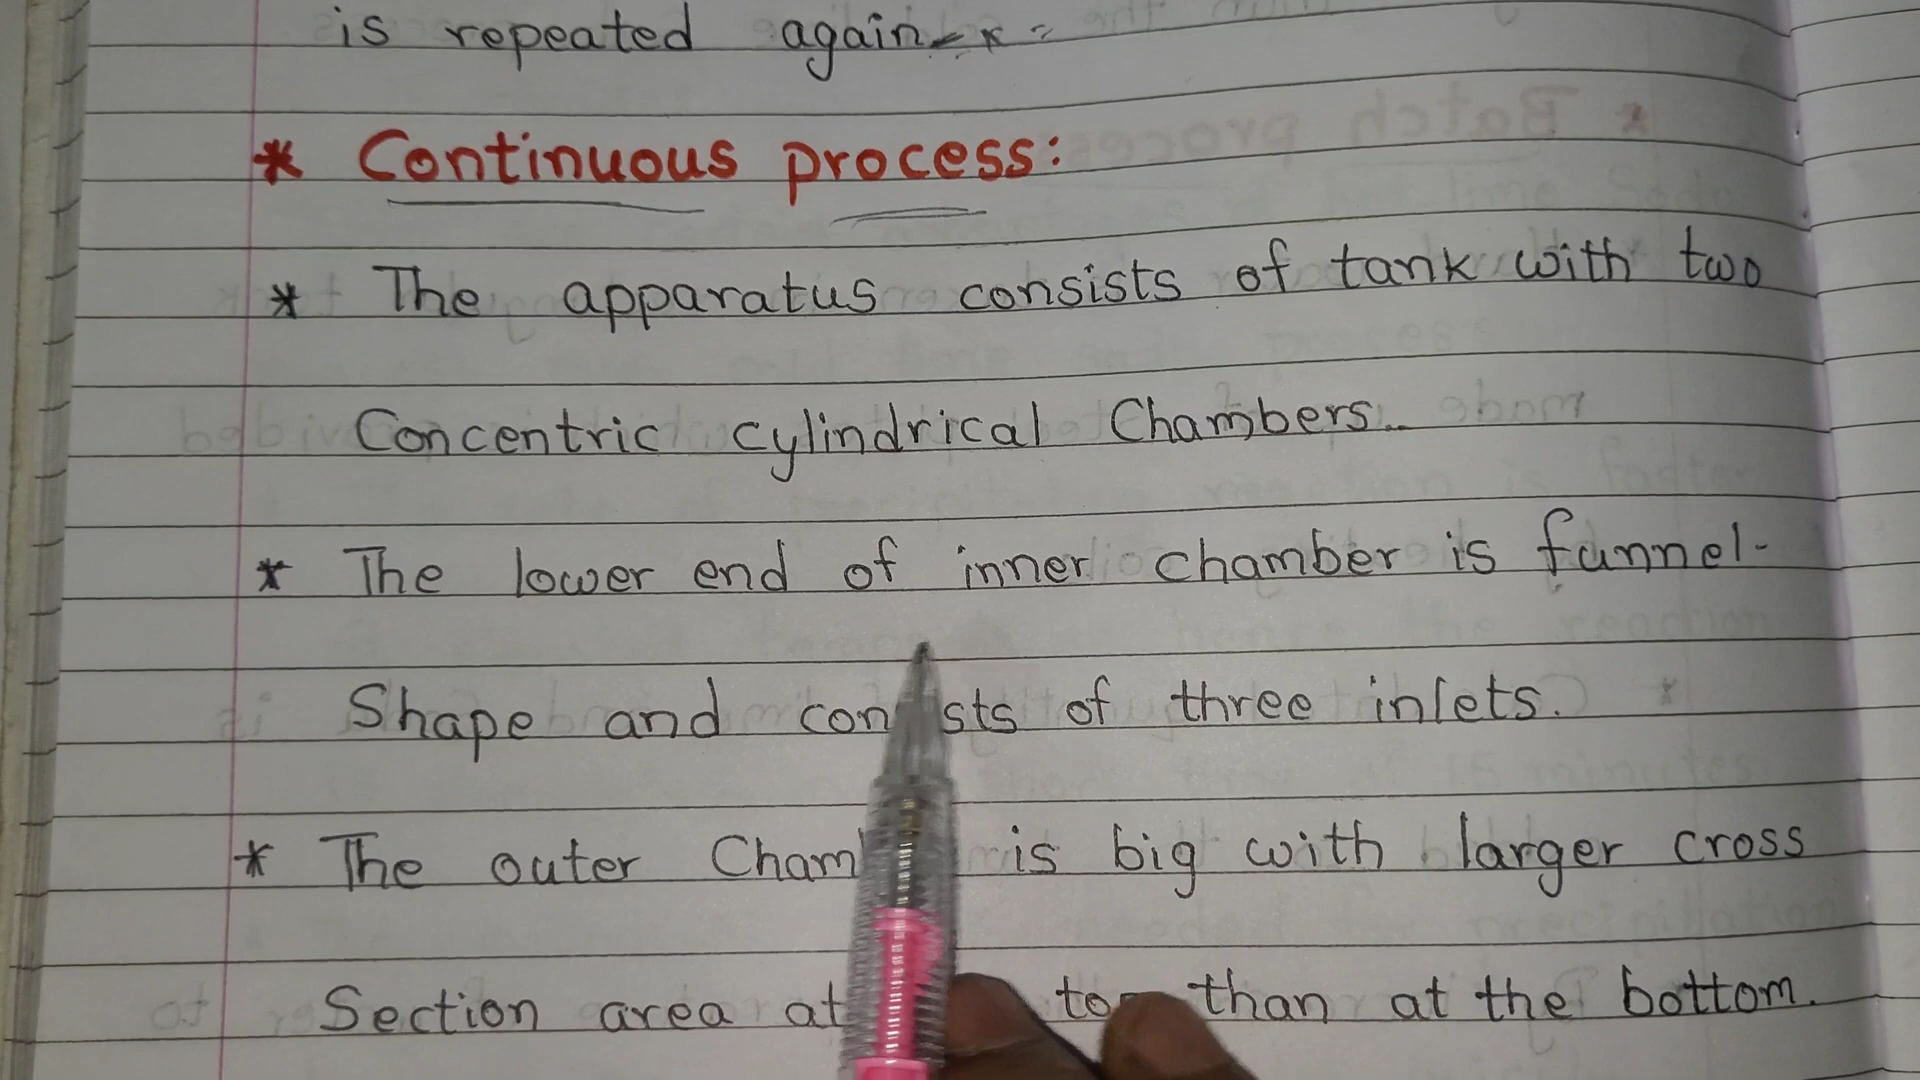 is repeated again
* Continuous process:
* The apparatus consists of tank with two
Concentric cylindrical Chambers.
* The lower end of inner chamber is funnel-
Shape and consists of three inlets.
* The outer Cham is big with larger cross
Section area at to than at the bottom.